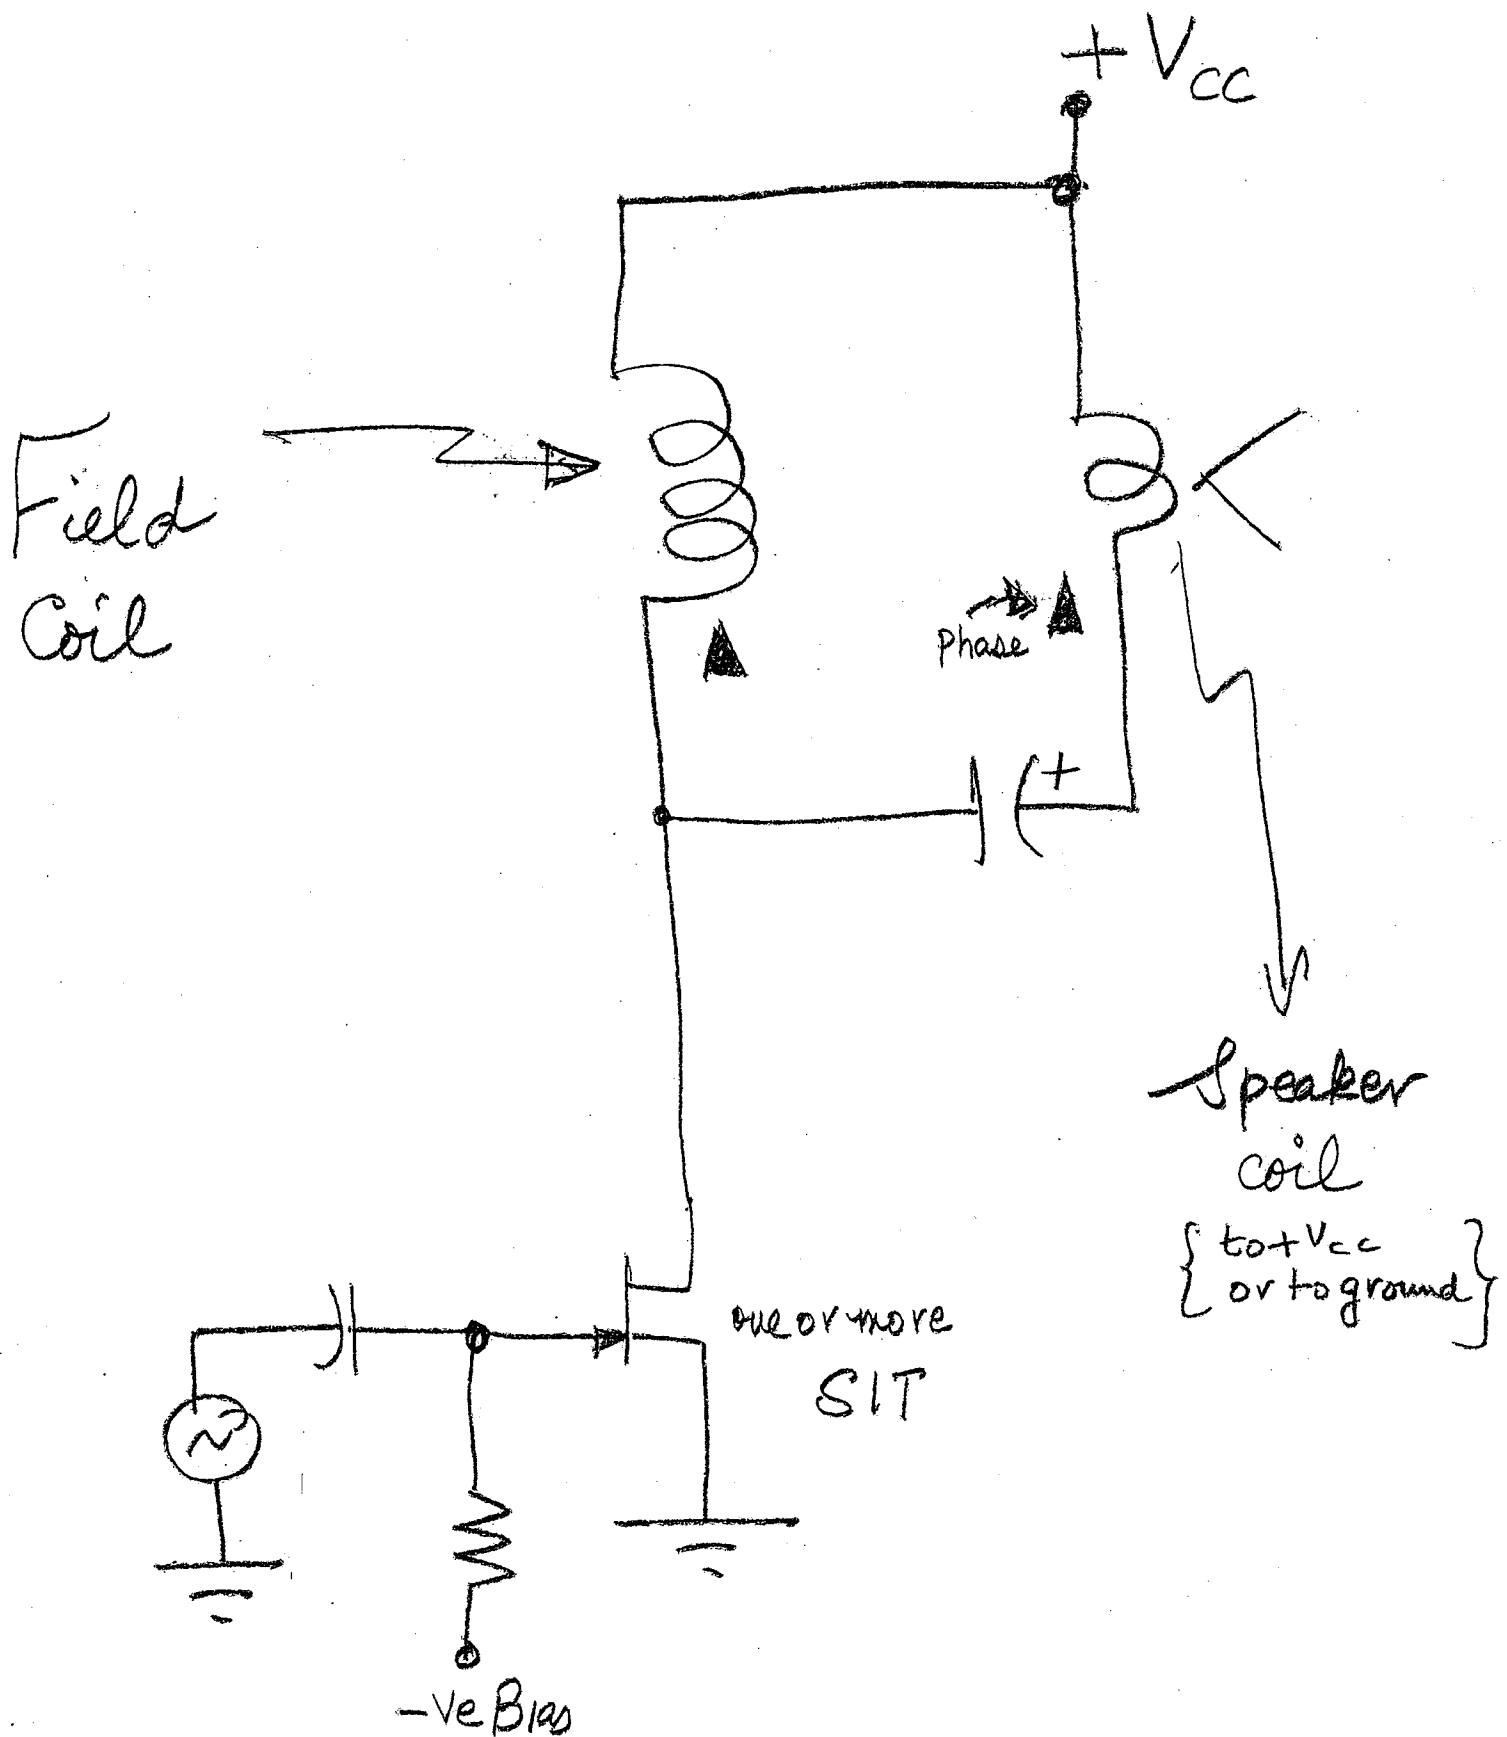 + Vcc
Field
Coil
Phase
+
Speaker
coil
{ to + Vcc
or to ground }
one or more
SIT
-ve Bias